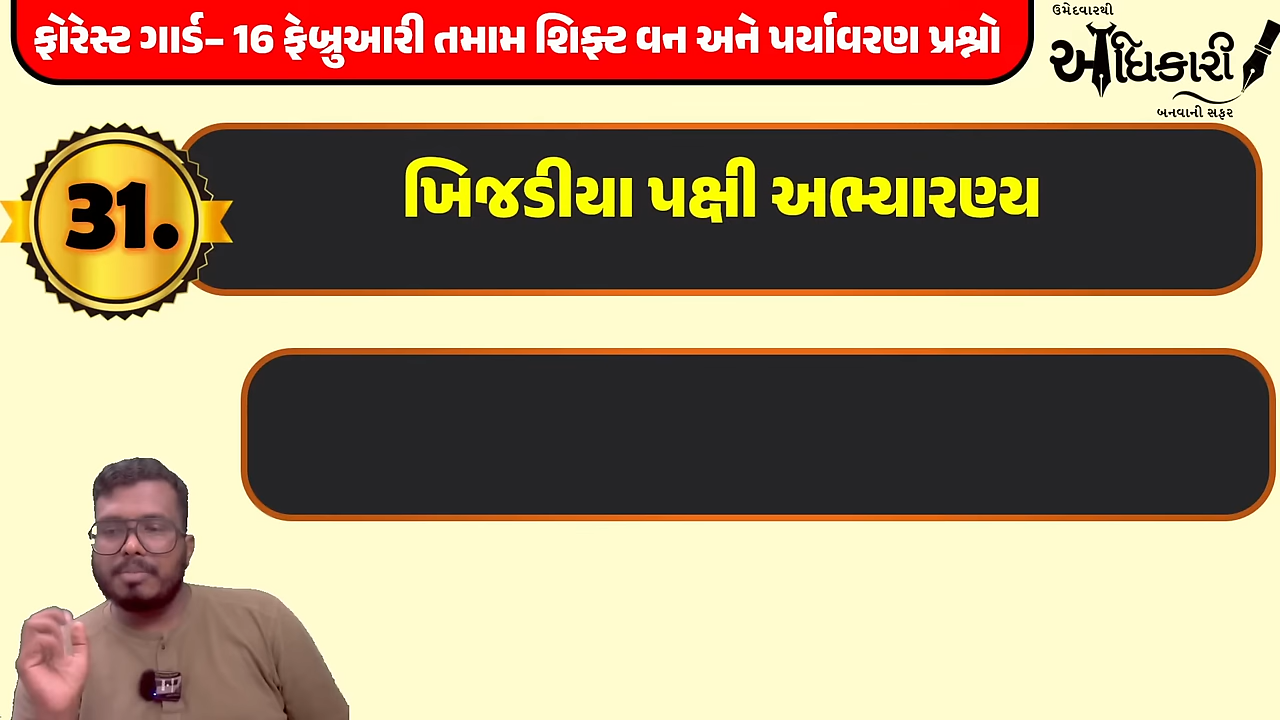 ફોરેસ્ટ ગાર્ડ– 16 ફેબ્રુઆરી તમામ શિફ્ટ વન અને પર્યાવરણ પ્રશ્નો
ઉમેદવારથી
અધિકારી
બનવાની સફર
31.
ખિજડીયા પક્ષી અભ્યારણ્ય